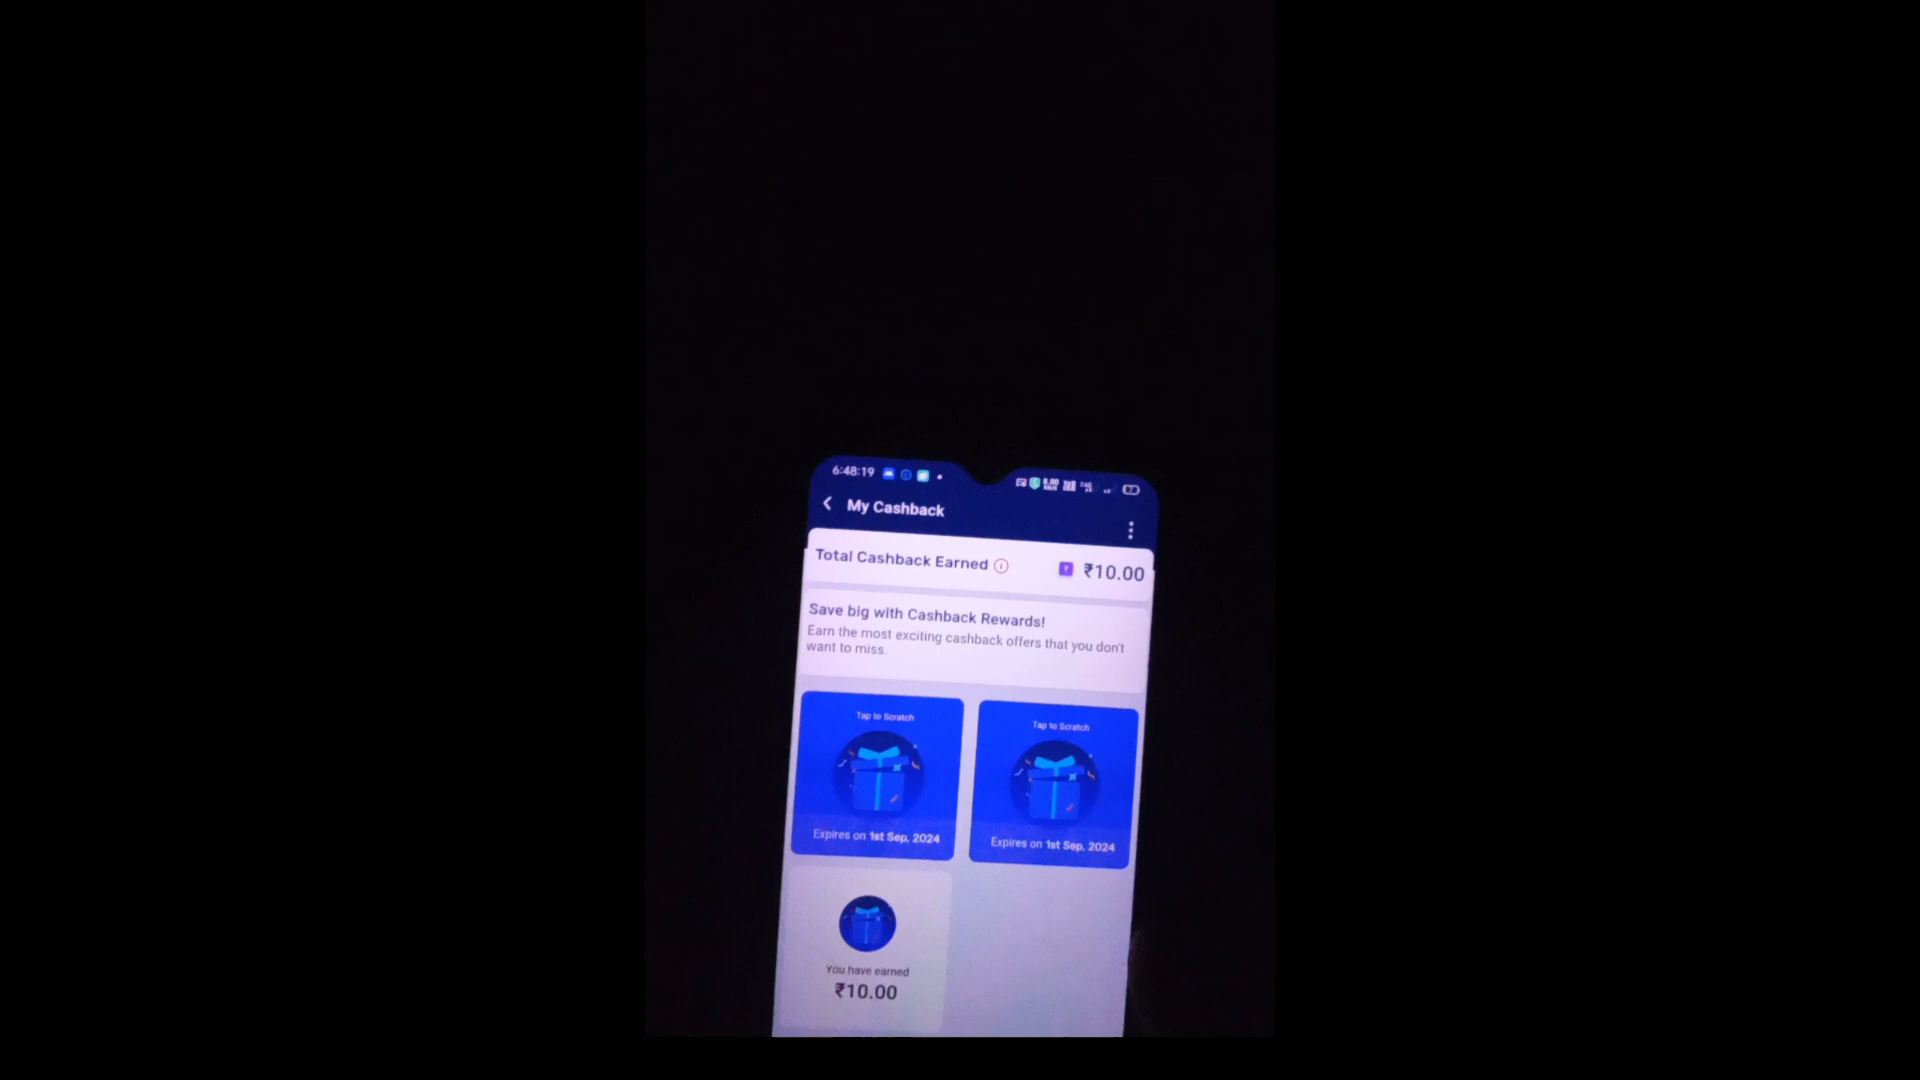 6:48:19
My Cashback
Total Cashback Earned ₹10.00
Save big with Cashback Rewards!
Earn the most exciting cashback offers that you don't
want to miss.
Tap to Scratch
Expires on 1st Sep, 2024
Tap to Scratch
Expires on 1st Sep, 2024
You have earned
₹10.00